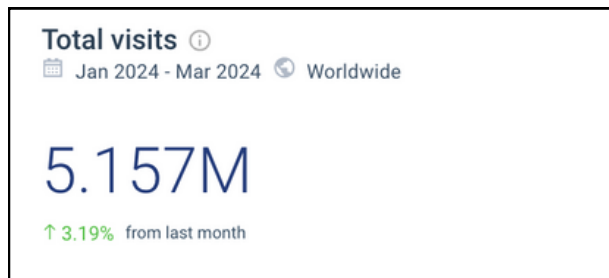 Total visits
Jan 2024 - Mar 2024 Worldwide
5.157M
↑ 3.19% from last month